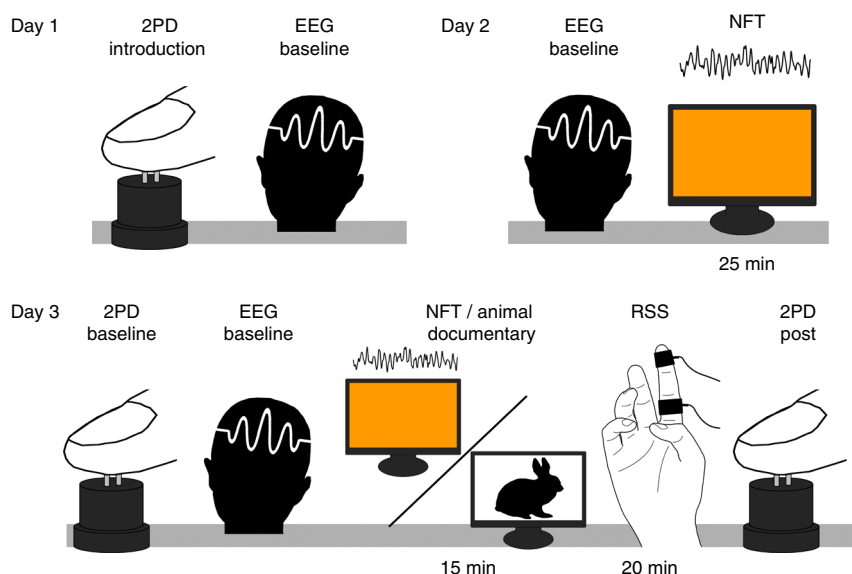 Day 1
2PD
introduction
EEG
baseline
Day 2
EEG
baseline
NFT
25 min
Day 3
2PD
baseline
EEG
baseline
NFT / animal
documentary
RSS
2PD
post
15 min
20 min